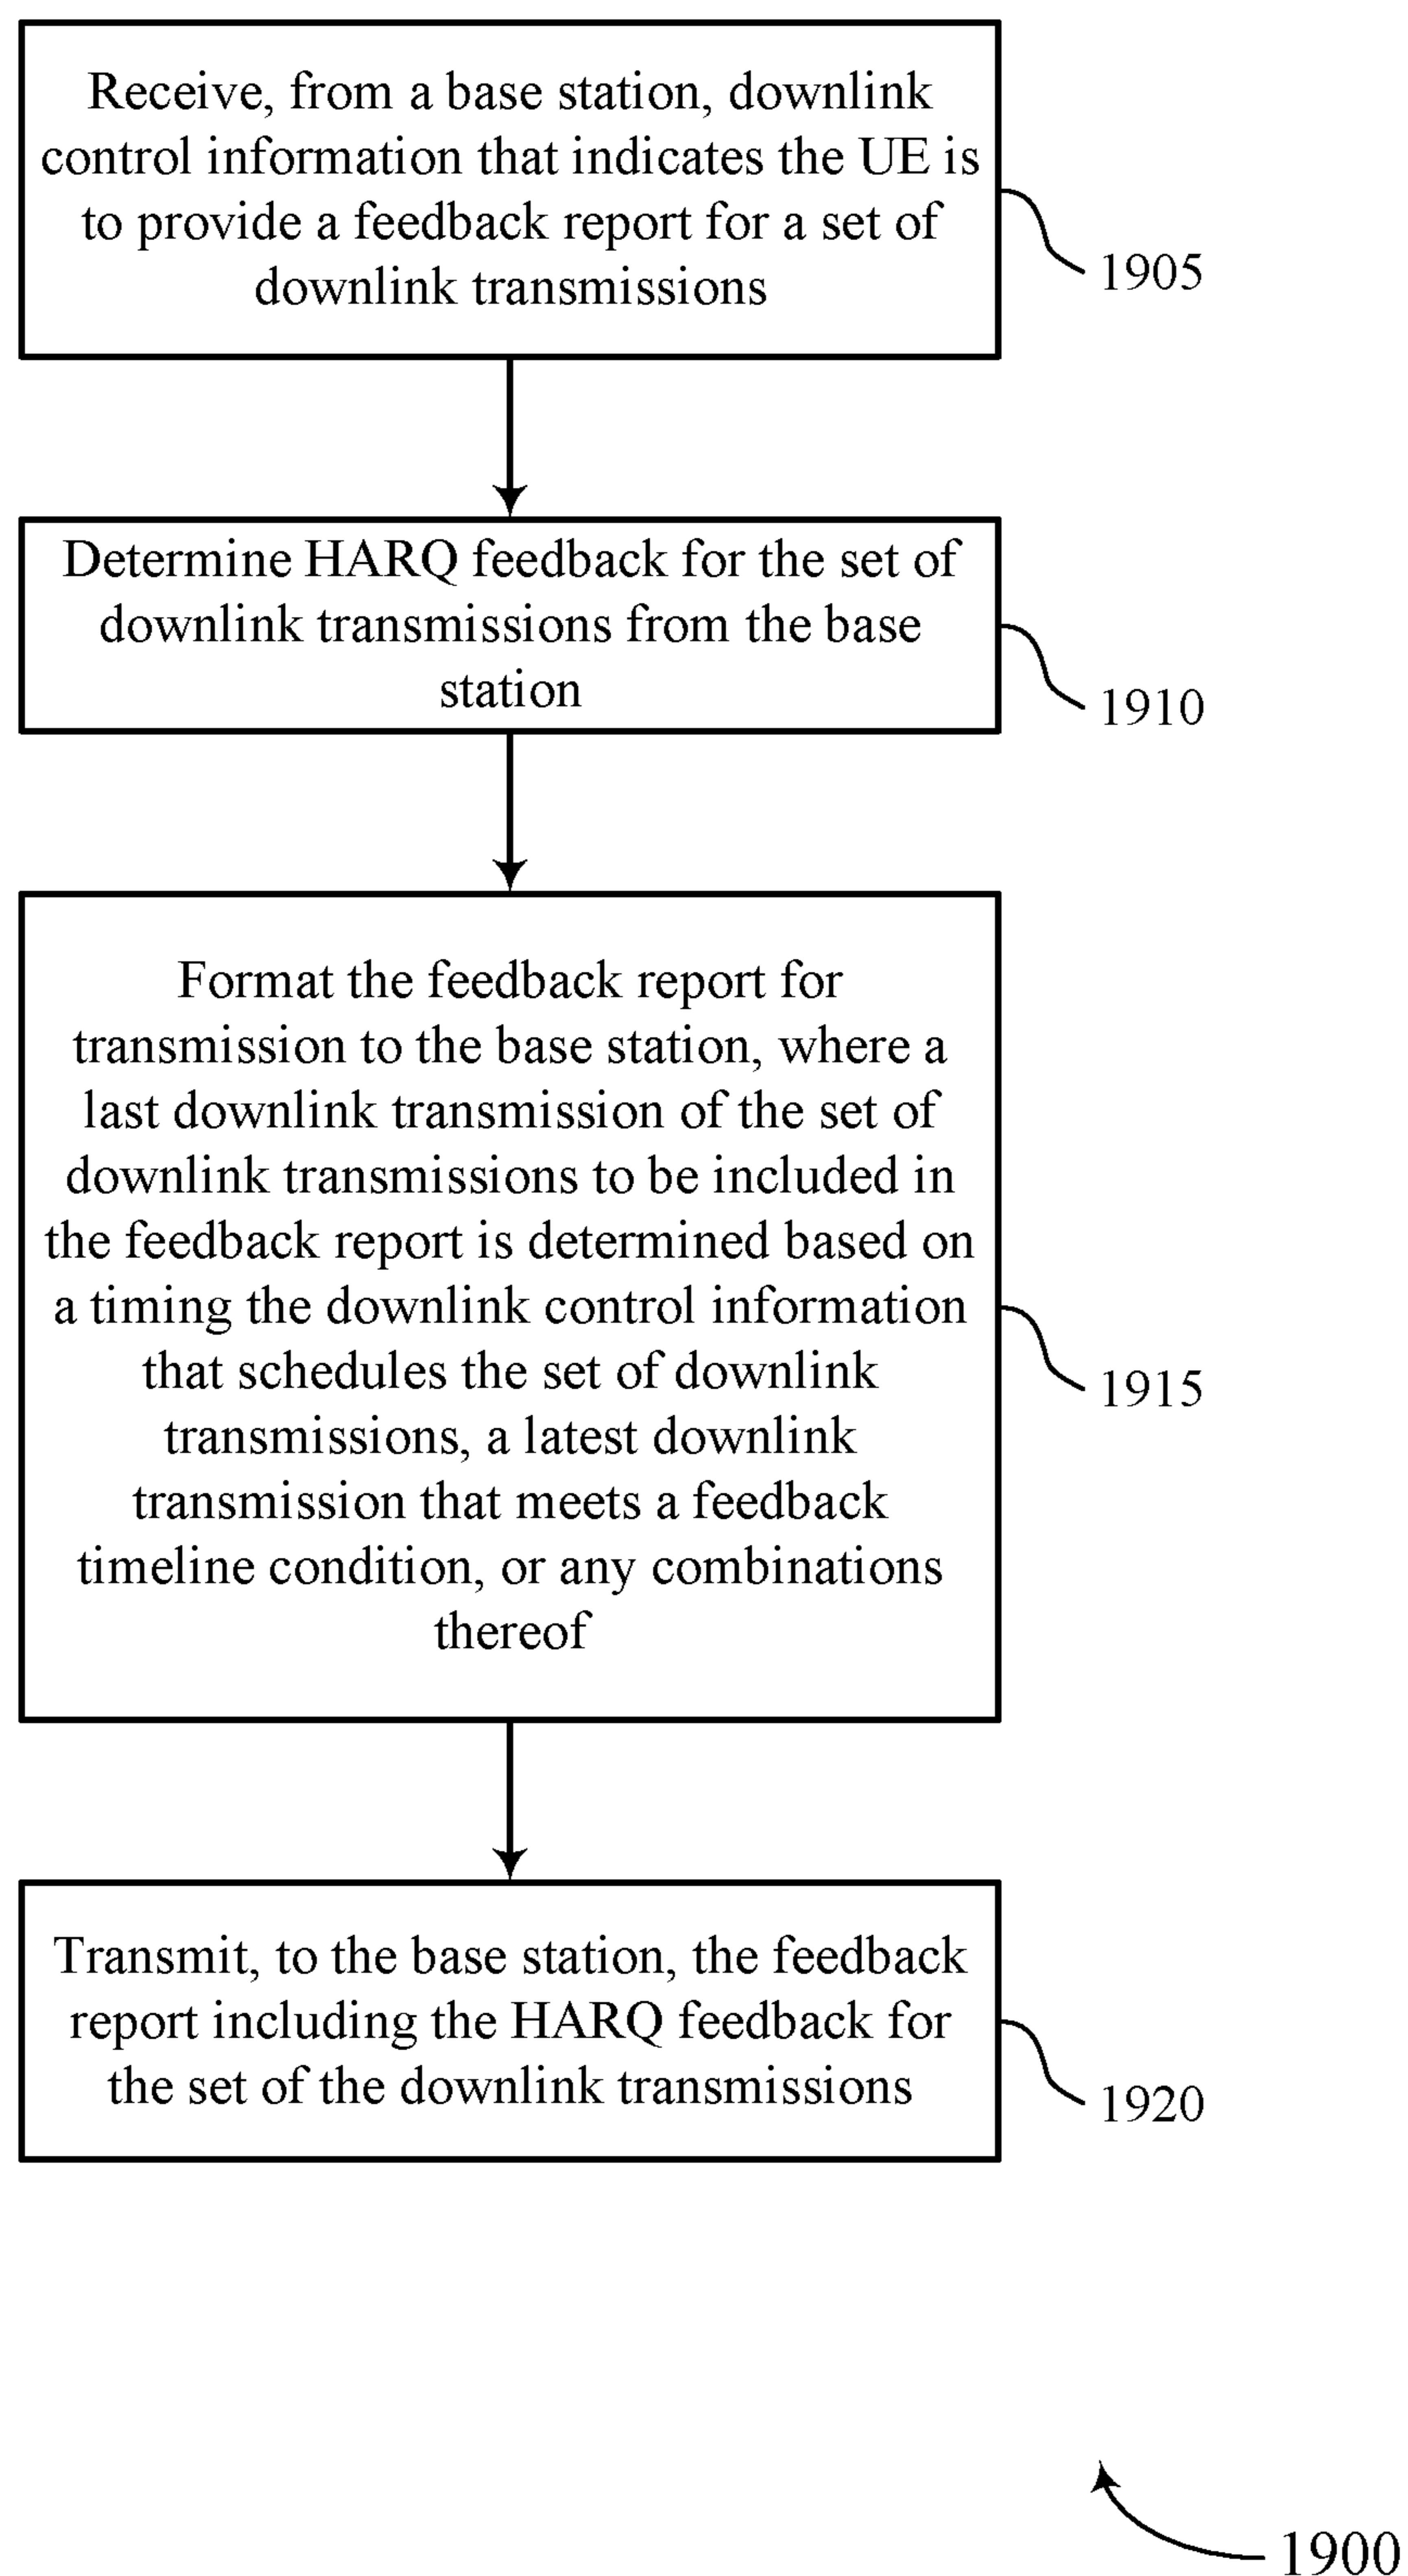 Receive, from a base station, downlink
control information that indicates the UE is
to provide a feedback report for a set of
downlink transmissions
1905
Determine HARQ feedback for the set of
downlink transmissions from the base
station
1910
Format the feedback report for
transmission to the base station, where a
last downlink transmission of the set of
downlink transmissions to be included in
the feedback report is determined based on
a timing the downlink control information
that schedules the set of downlink
transmissions, a latest downlink
transmission that meets a feedback
timeline condition, or any combinations
thereof
1915
Transmit, to the base station, the feedback
report including the HARQ feedback for
the set of the downlink transmissions
1920
1900